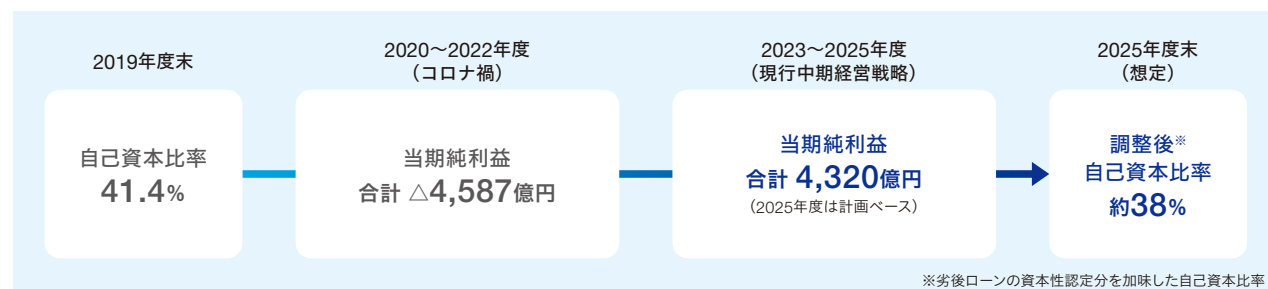 2019年度末
自己資本比率
41.4%
2020〜2022年度
(コロナ禍)
当期純利益
合計 △4,587億円
2023〜2025年度
(現行中期経営戦略)
当期純利益
合計 4,320億円
(2025年度は計画ベース)
2025年度末
(想定)
調整後※
自己資本比率
約38%
※劣後ローンの資本性認定分を加味した自己資本比率